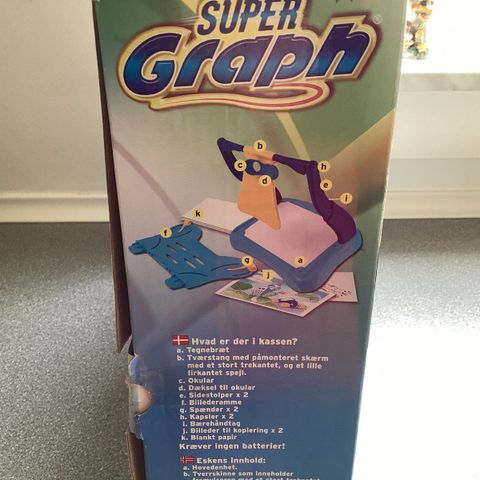 SUPER
Graph®
b
c
h
d
e
i
k
f
g
a
j
Hvad er der i kassen?
a. Tegnebræt
b. Tværstang med påmonteret skærm
med et stort trekantet, og et lille
firkantet spejl.
c. Okular
d. Dæksel til okular
e. Sidestolper x 2
f. Billederamme
g. Spænder x 2
h. Kapsler x 2
i. Bærehåndtag
j. Billeder til kopiering x 2
k. Blankt papir
Kræver ingen batterier!
Eskens innhold:
a. Hovedenhet.
b. Tverrskinne som inneholder